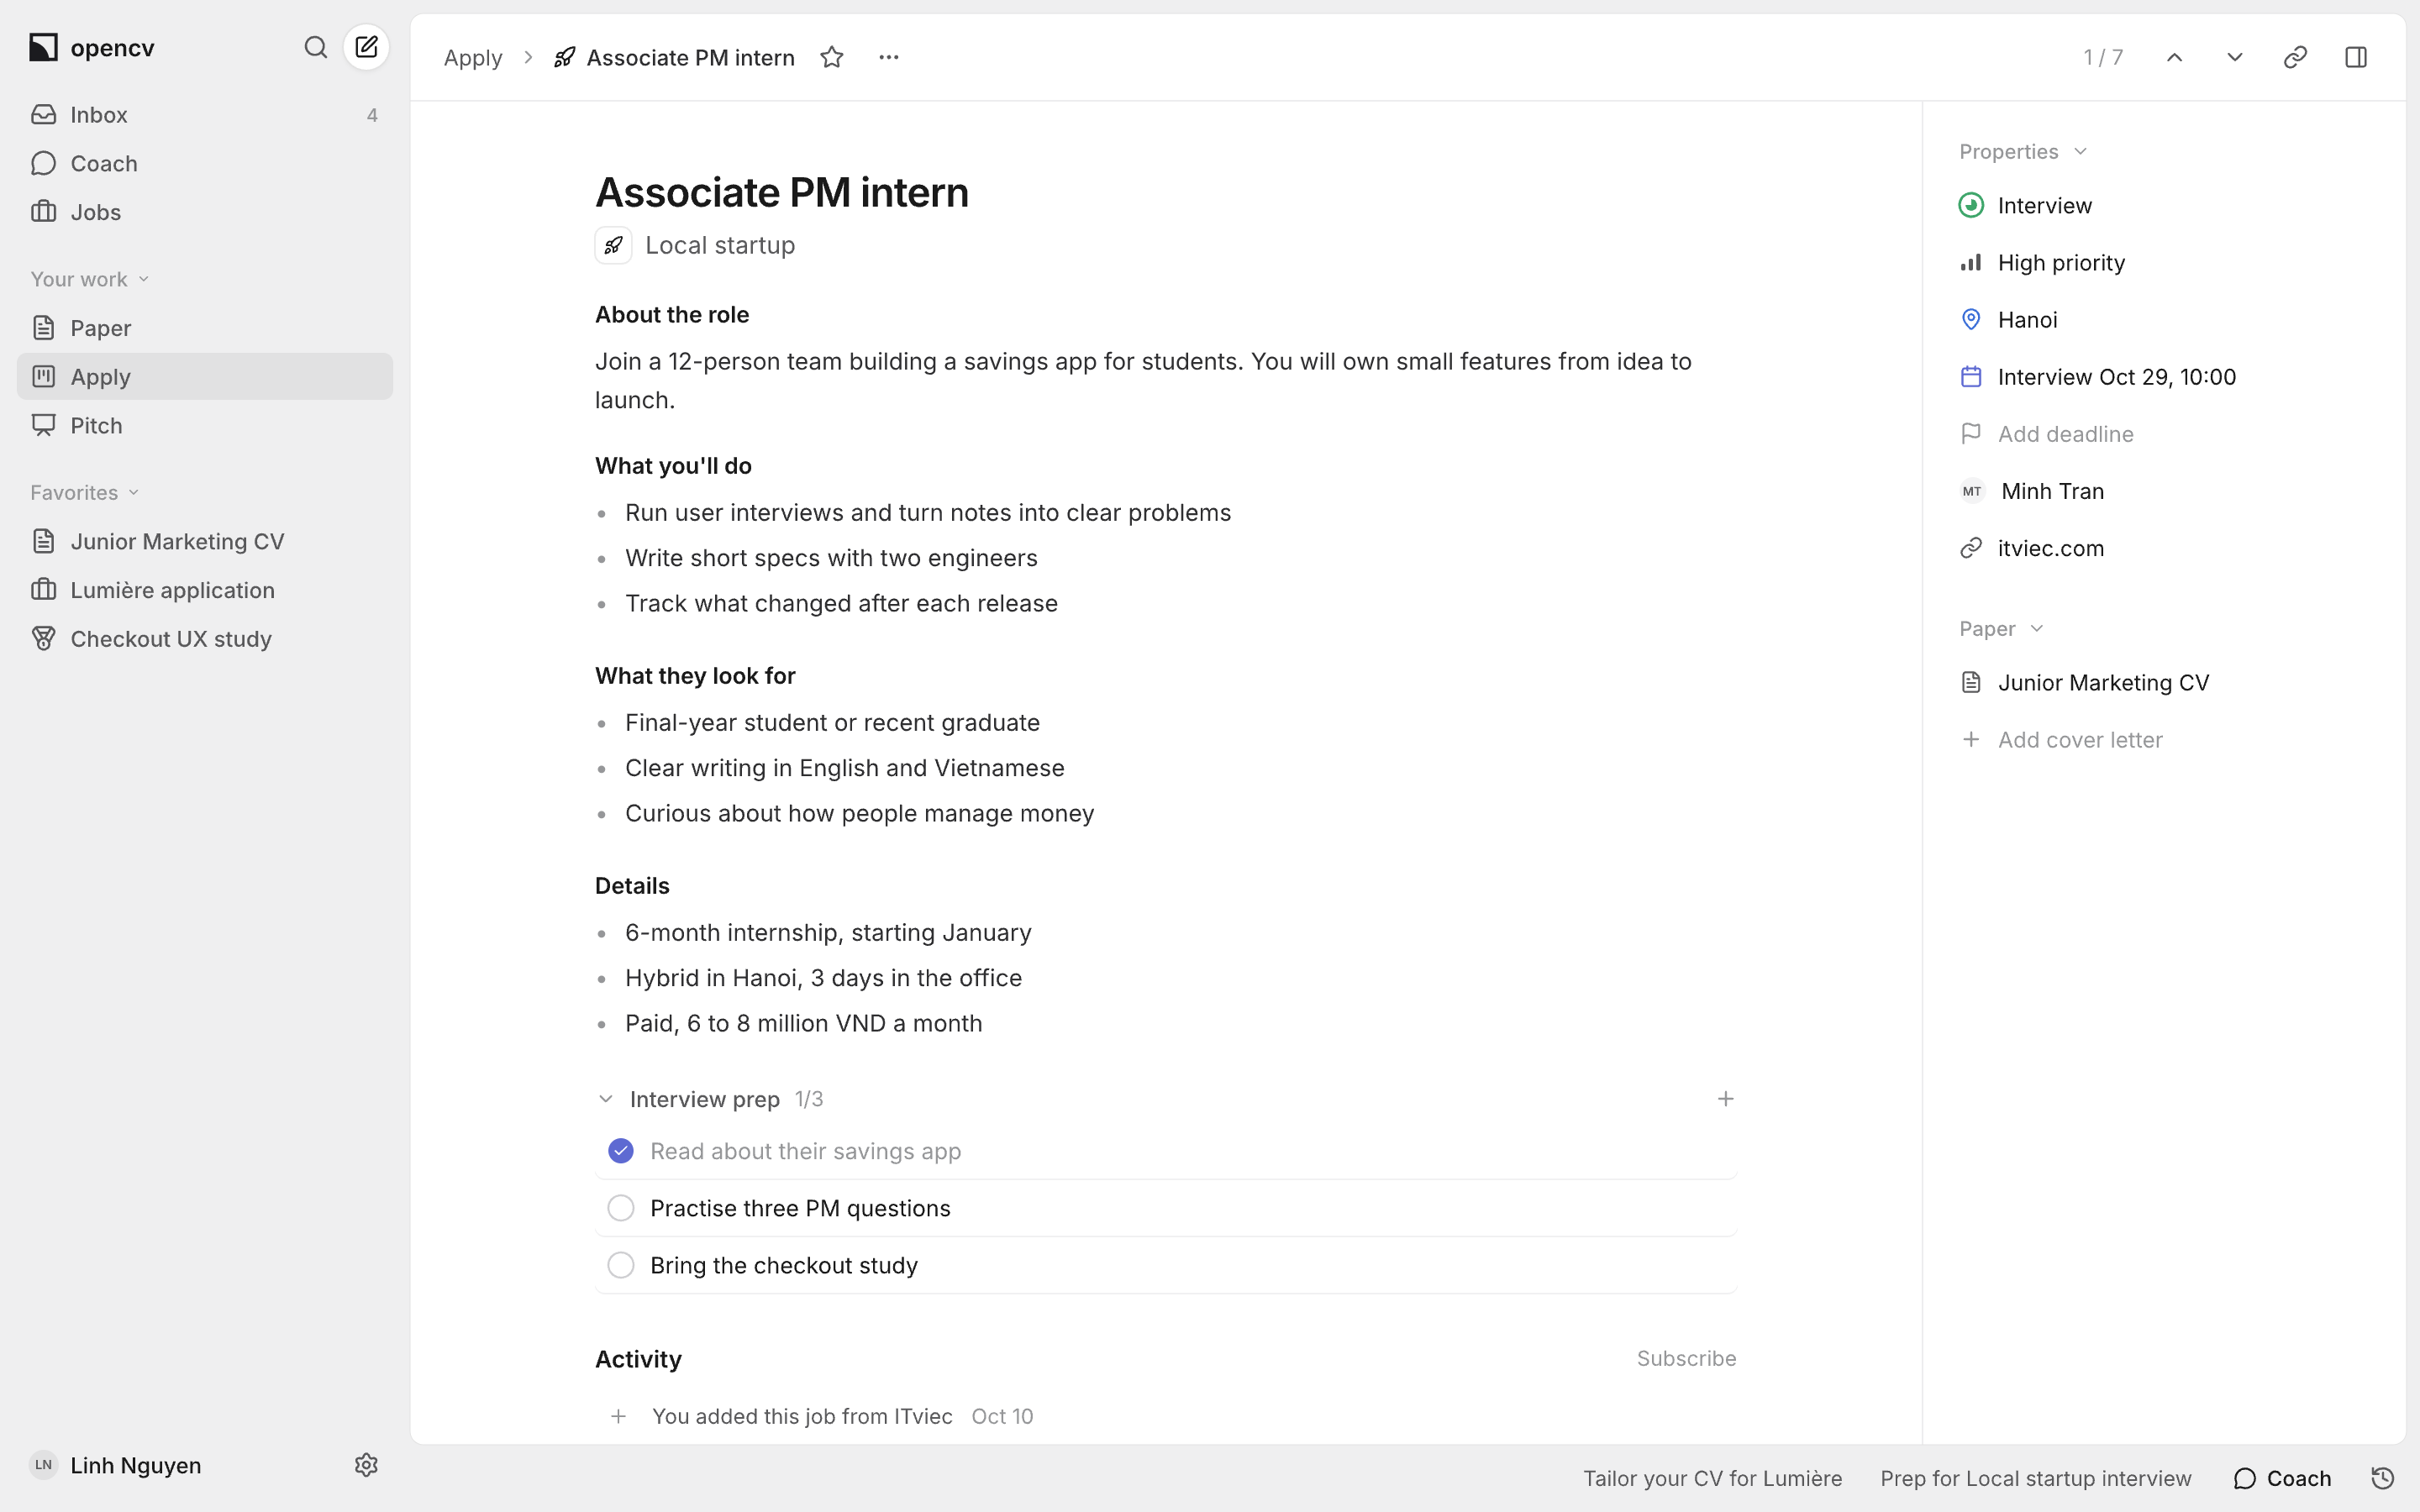 opencv
Inbox 4
Coach
Jobs
Your work
Paper
Apply
Pitch
Favorites
Junior Marketing CV
Lumière application
Checkout UX study
LN Linh Nguyen
Apply Associate PM intern
1 / 7
Associate PM intern
Local startup
About the role
Join a 12-person team building a savings app for students. You will own small features from idea to
launch.
What you'll do
• Run user interviews and turn notes into clear problems
• Write short specs with two engineers
• Track what changed after each release
What they look for
• Final-year student or recent graduate
• Clear writing in English and Vietnamese
• Curious about how people manage money
Details
• 6-month internship, starting January
• Hybrid in Hanoi, 3 days in the office
• Paid, 6 to 8 million VND a month
Interview prep 1/3
Read about their savings app
Practise three PM questions
Bring the checkout study
Activity Subscribe
You added this job from ITviec Oct 10
Properties
Interview
High priority
Hanoi
Interview Oct 29, 10:00
Add deadline
MT Minh Tran
itviec.com
Paper
Junior Marketing CV
Add cover letter
Tailor your CV for Lumière Prep for Local startup interview Coach